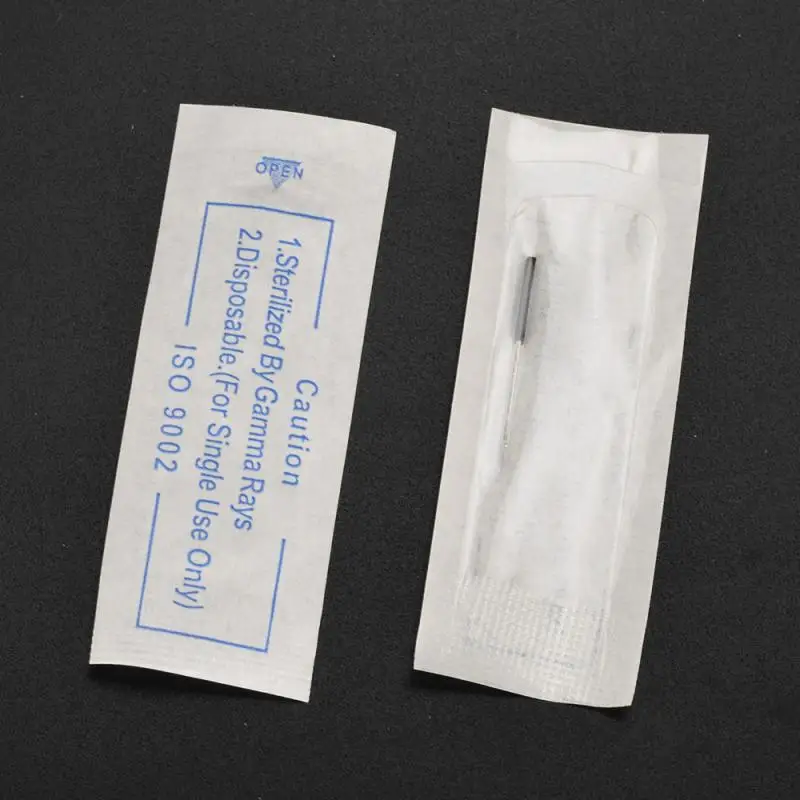 OPEN
Caution
1.Sterilized By Gamma Rays
2.Disposable.(For Single Use Only)
ISO 9002